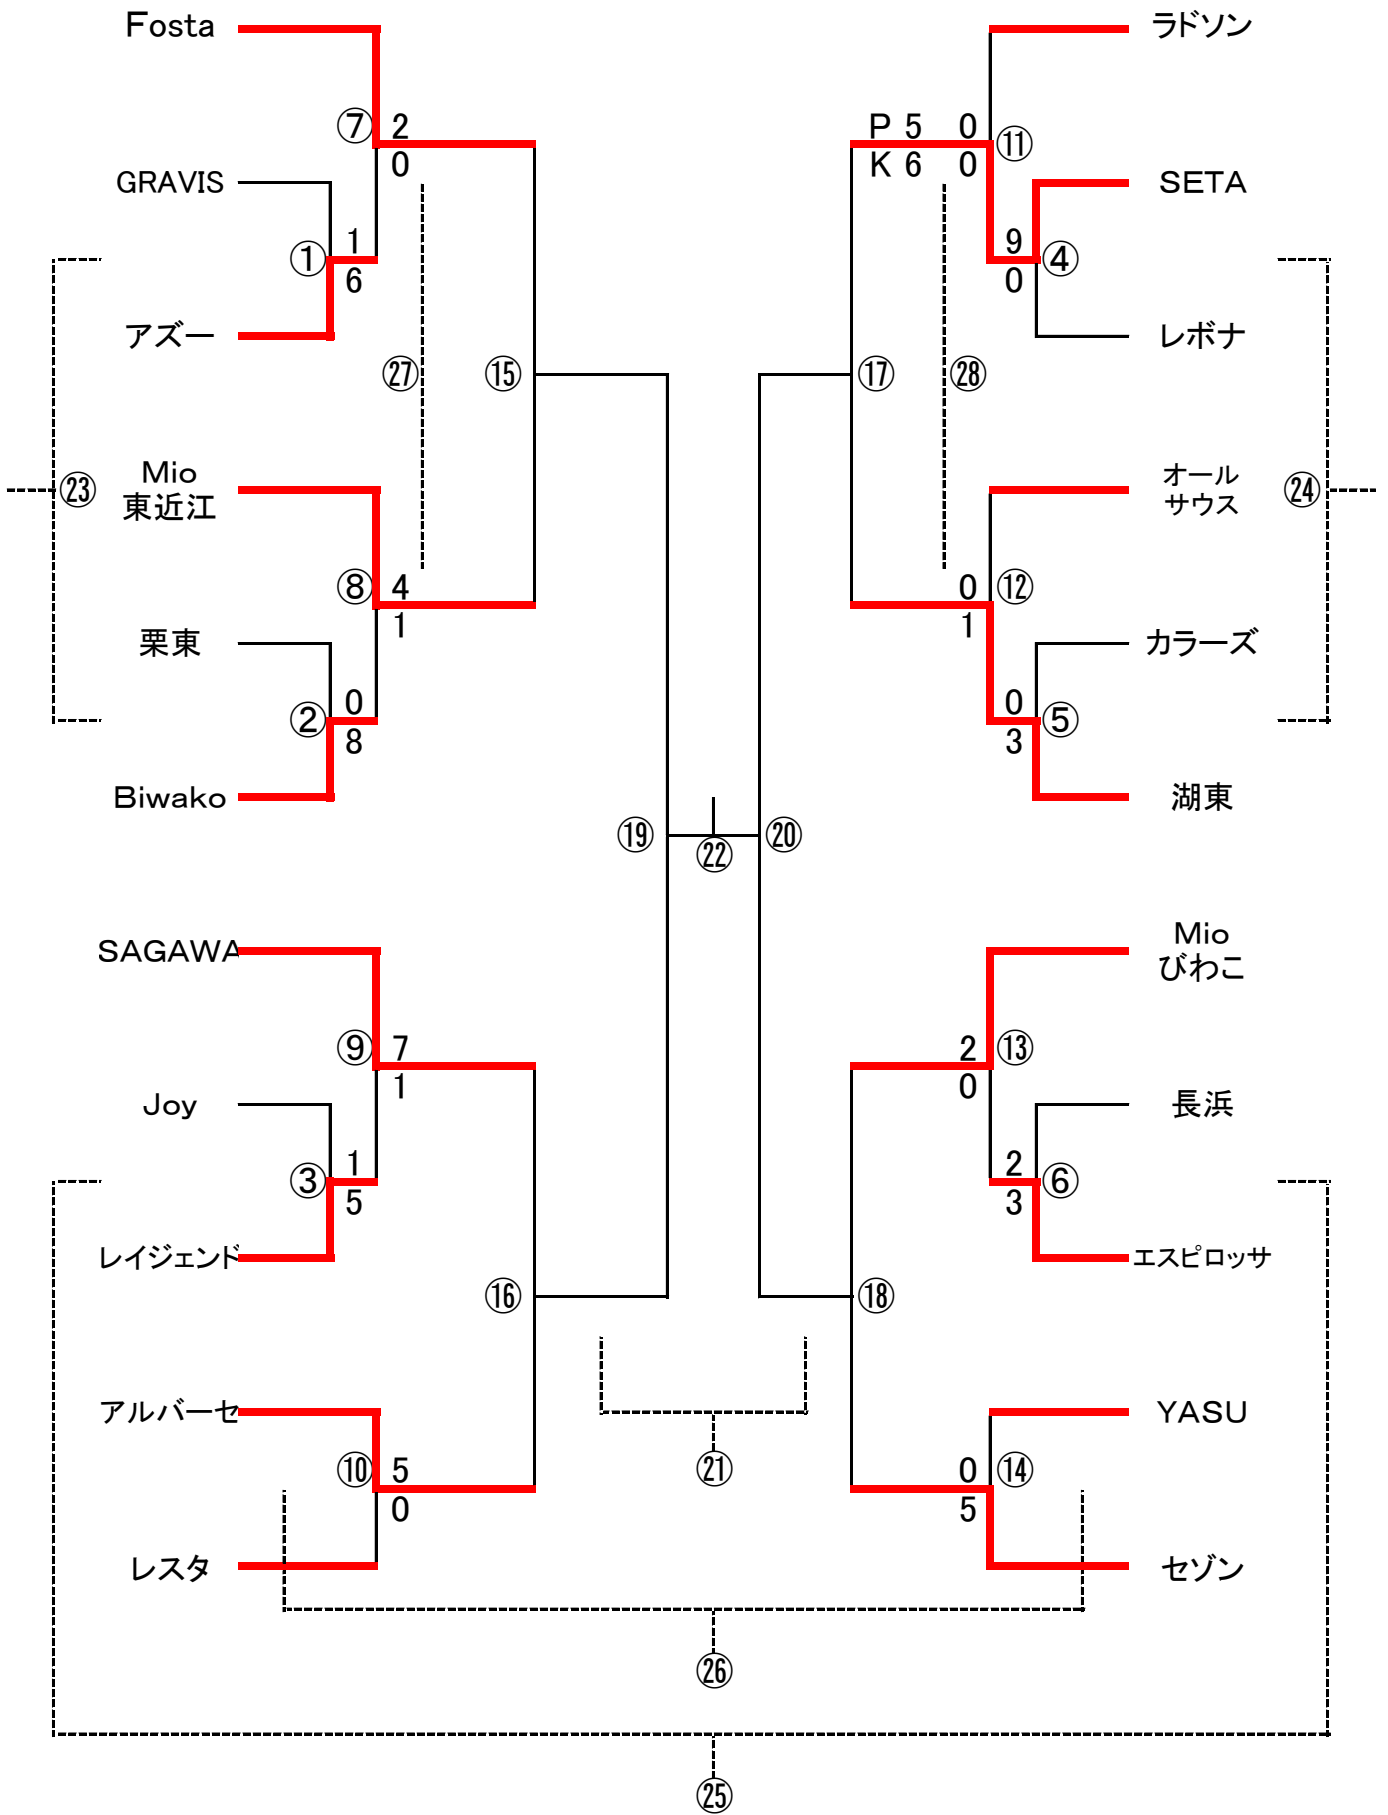 Fosta
ラドソン
⑦ 2
0
P 5 0
K 6 0 ⑪
GRAVIS
SETA
① 1
6
9
0 ④
アズー
レボナ
㉗
⑮
⑰
㉘
㉓
Mio
東近江
オール
サウス
㉔
⑧ 4
1
0 ⑫
1
栗東
カラーズ
② 0
8
0 ⑤
3
Biwako
湖東
⑲
㉒
⑳
SAGAWA
Mio
びわこ
⑨ 7
1
2 ⑬
0
Joy
長浜
③ 1
5
2 ⑥
3
レイジェンド
エスピロッサ
⑯
⑱
アルバーセ
YASU
⑩ 5
0
㉑
0 ⑭
5
レスタ
セゾン
㉖
㉕